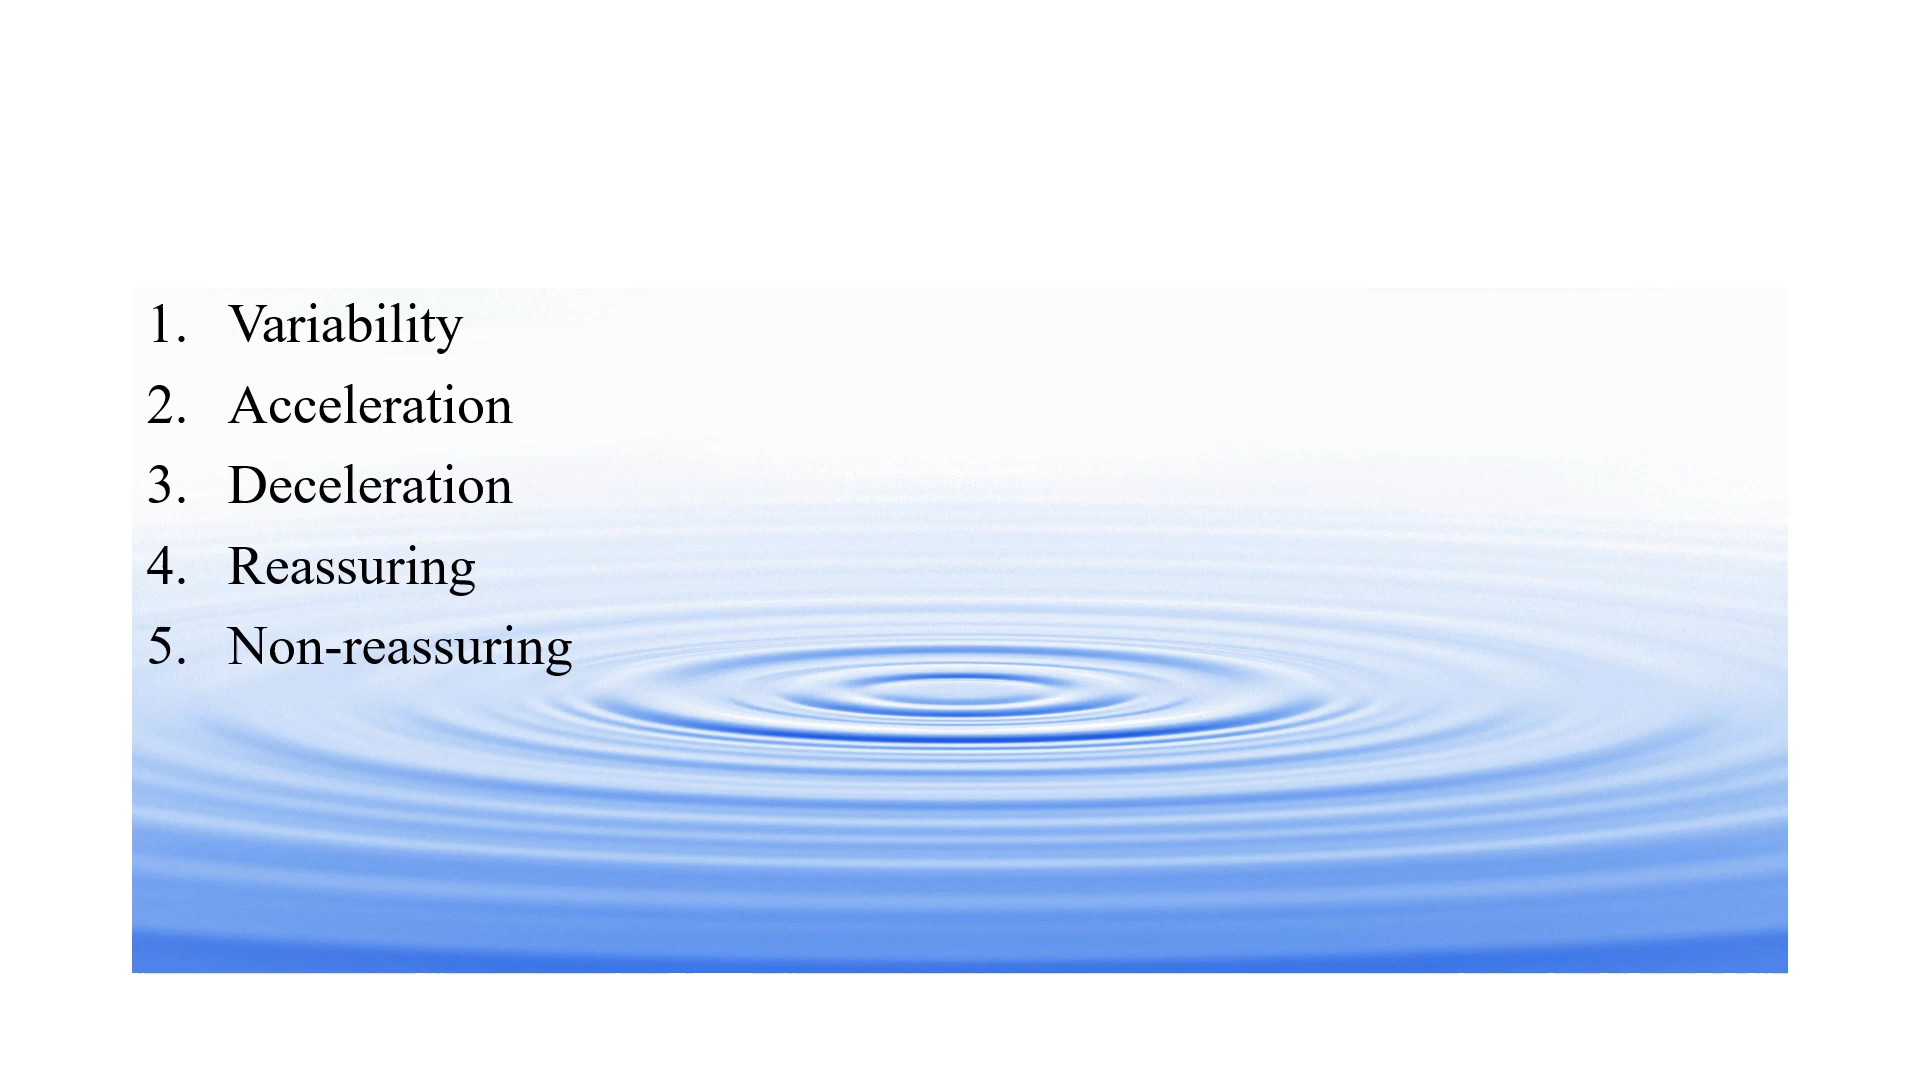 1. Variability
2. Acceleration
3. Deceleration
4. Reassuring
5. Non-reassuring